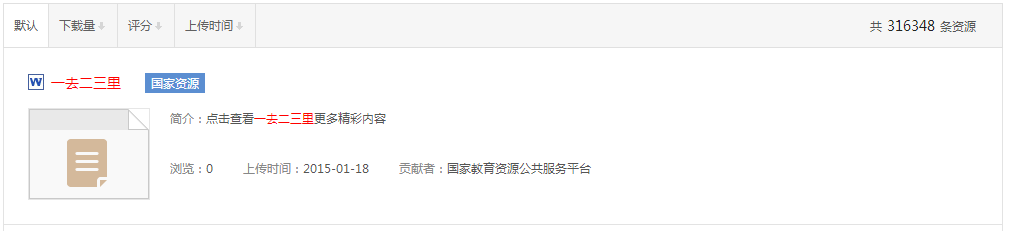 默认 下载量 评分 上传时间 共 316348 条资源
W 一去二三里 国家资源
简介：点击查看一去二三里更多精彩内容
浏览：0 上传时间：2015-01-18 贡献者：国家教育资源公共服务平台